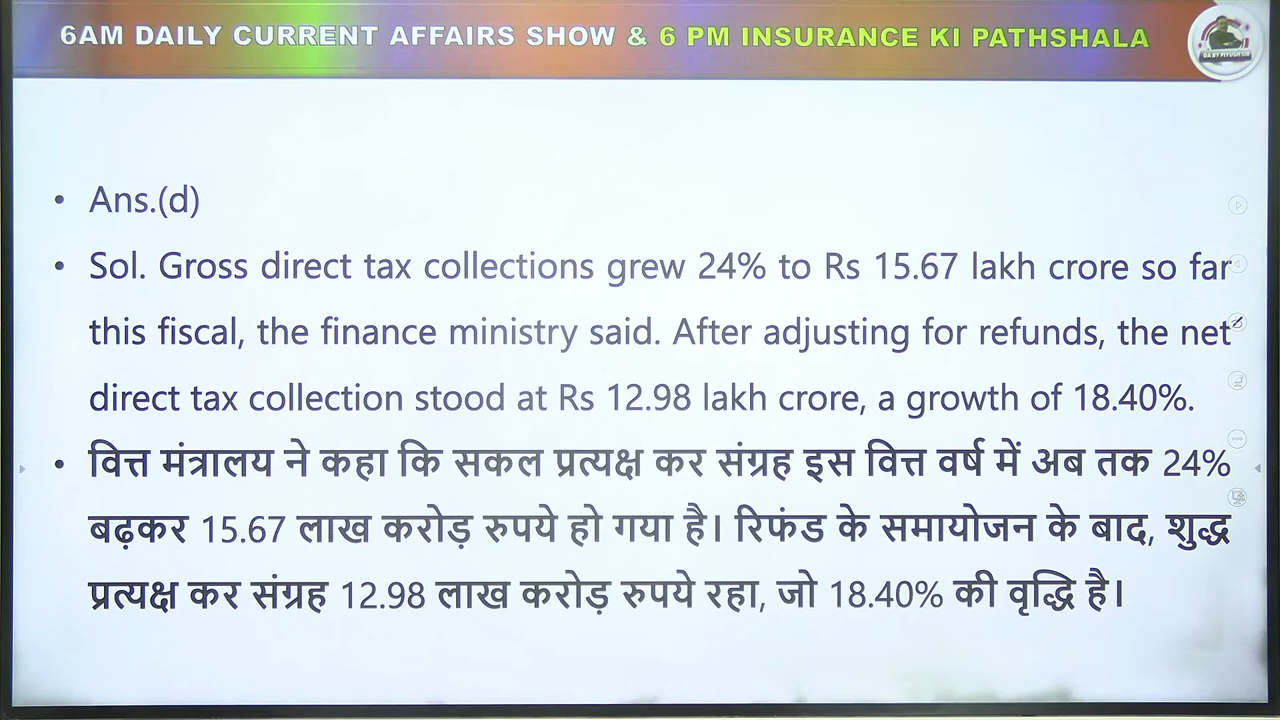 6AM DAILY CURRENT AFFAIRS SHOW & 6 PM INSURANCE KI PATHSHALA
• Ans.(d)
• Sol. Gross direct tax collections grew 24% to Rs 15.67 lakh crore so far
this fiscal, the finance ministry said. After adjusting for refunds, the net
direct tax collection stood at Rs 12.98 lakh crore, a growth of 18.40%.
• वित्त मंत्रालय ने कहा कि सकल प्रत्यक्ष कर संग्रह इस वित्त वर्ष में अब तक 24%
बढ़कर 15.67 लाख करोड़ रुपये हो गया है। रिफंड के समायोजन के बाद, शुद्ध
प्रत्यक्ष कर संग्रह 12.98 लाख करोड़ रुपये रहा, जो 18.40% की वृद्धि है।